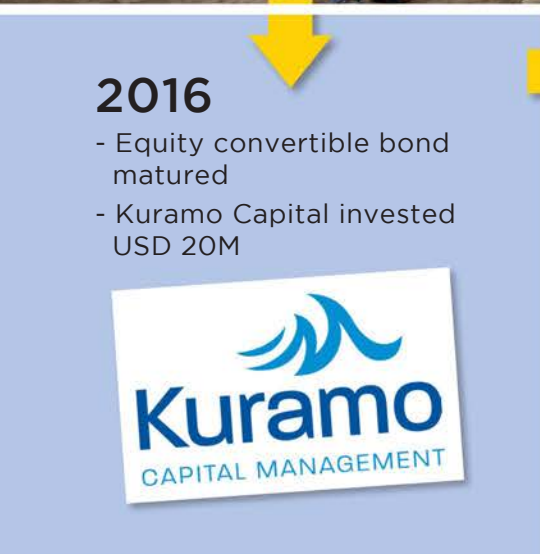 2016
- Equity convertible bond
matured
- Kuramo Capital invested
USD 20M
Kuramo
CAPITAL MANAGEMENT